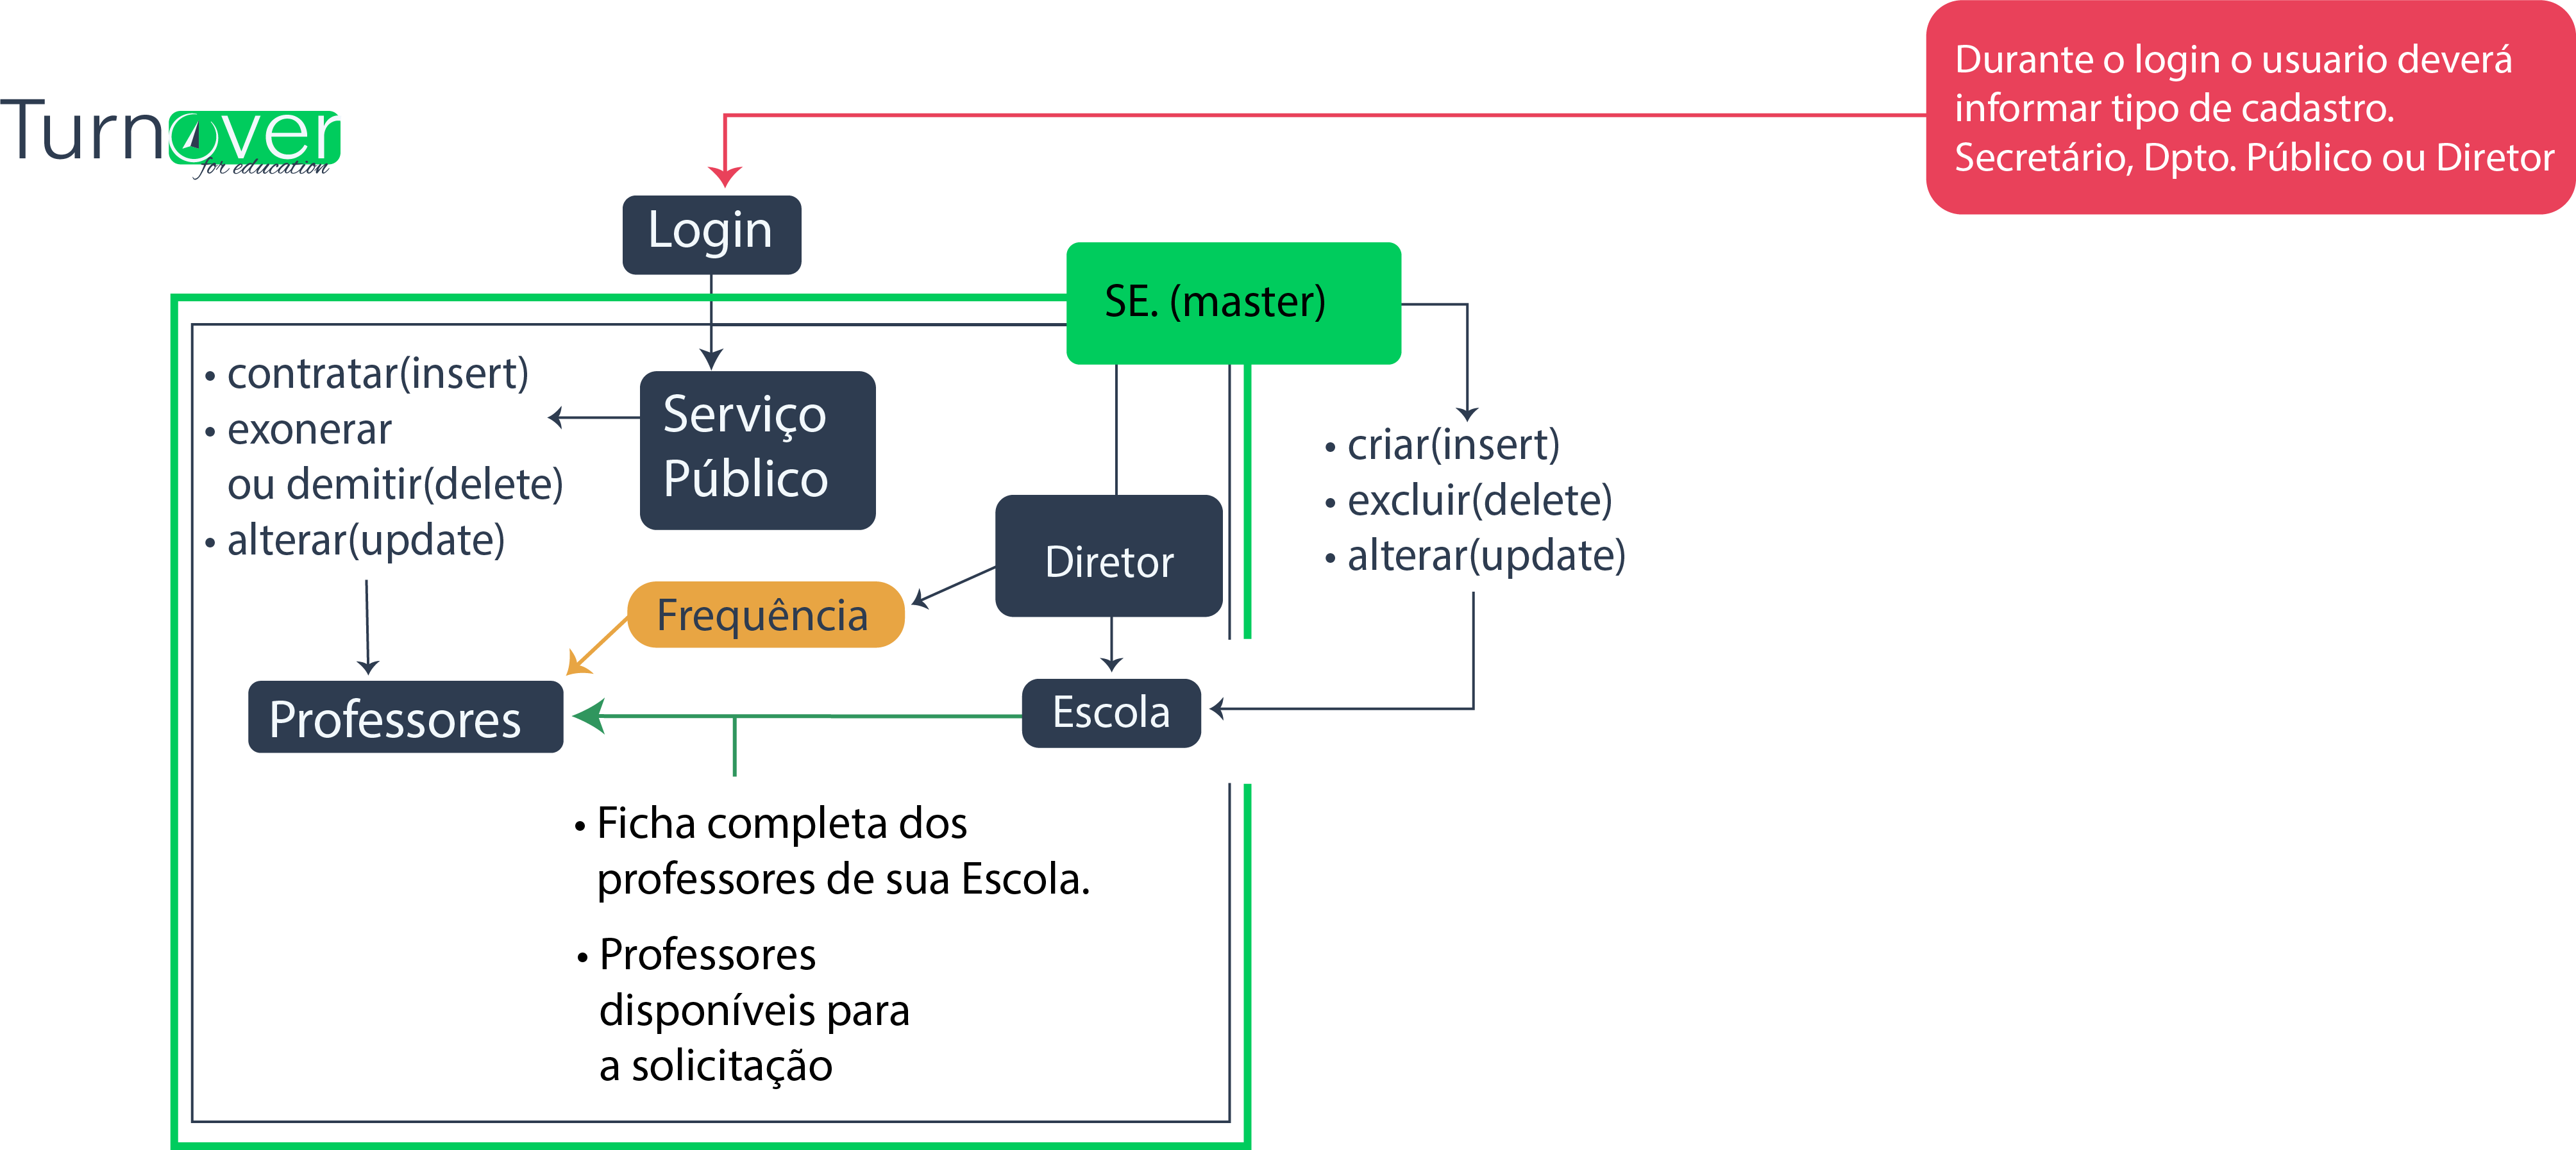 Durante o login o usuario deverá
informar tipo de cadastro.
Secretário, Dpto. Público ou Diretor
Turnover
for education
Login
SE. (master)
• contratar(insert)
• exonerar
ou demitir(delete)
• alterar(update)
Serviço
Público
• criar(insert)
• excluir(delete)
• alterar(update)
Diretor
Frequência
Professores
Escola
• Ficha completa dos
professores de sua Escola.
• Professores
disponíveis para
a solicitação